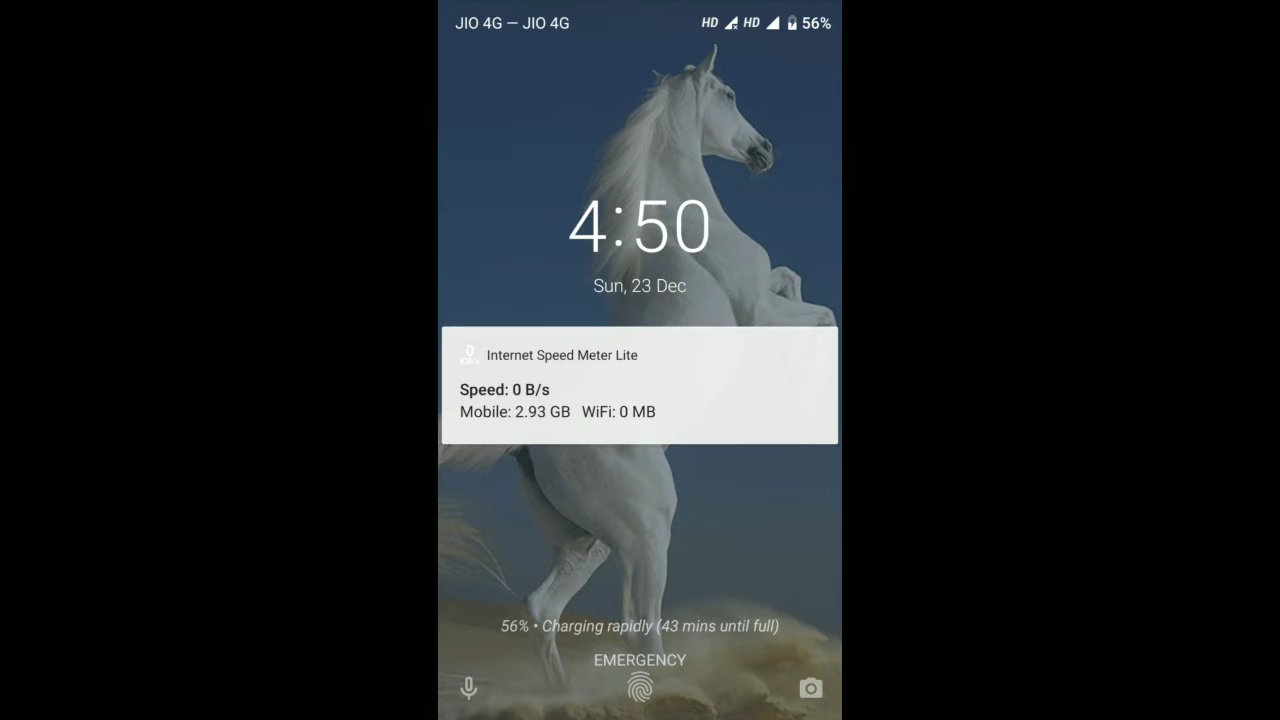 JIO 4G — JIO 4G HD HD 56%
4:50
Sun, 23 Dec
Internet Speed Meter Lite
Speed: 0 B/s
Mobile: 2.93 GB WiFi: 0 MB
56% • Charging rapidly (43 mins until full)
EMERGENCY